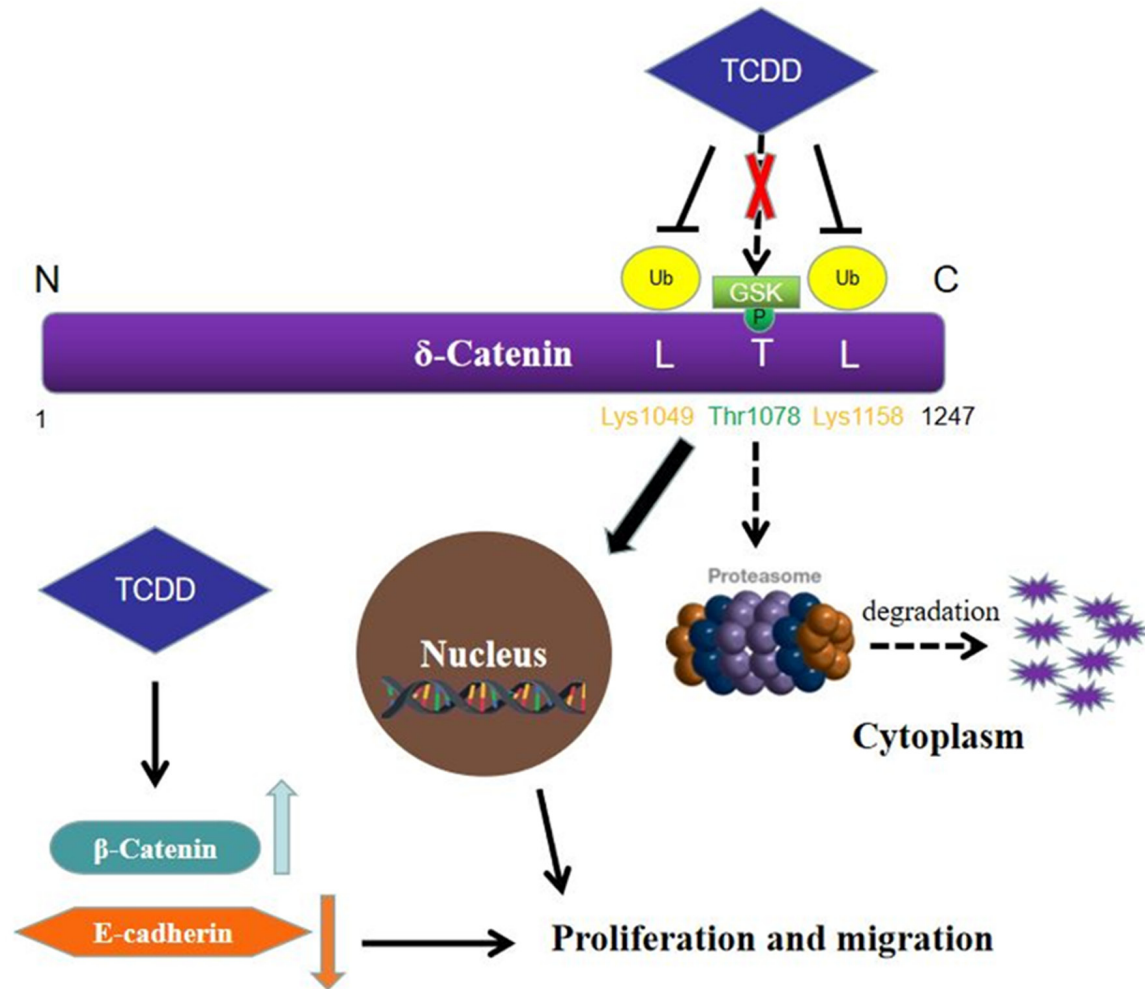 TCDD
Ub
GSK
Ub
P
N
C
δ-Catenin
L
T
L
1
Lys1049
Thr1078
Lys1158
1247
TCDD
Nucleus
Proteasome
degradation
Cytoplasm
β-Catenin
E-cadherin
Proliferation and migration